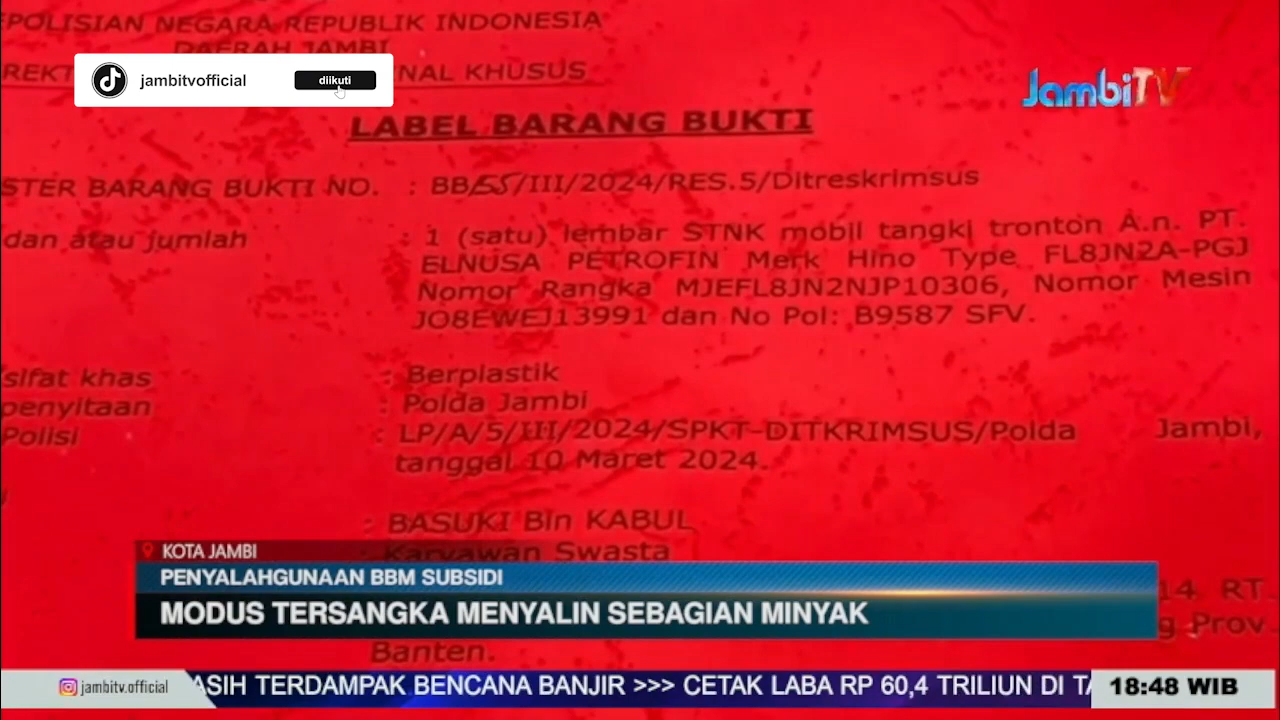 EPOLISIAN NEGARA REPUBLIK INDONESIA
DAERAH JAMBI
NAL KHUSUS
jambitvofficial
diikuti
JambiTV
LABEL BARANG BUKTI
STER BARANG BUKTI NO. : BB55/III/2024/RES.5/Ditreskrimsus
dan atau jumlah : 1 (satu) lembar STNK mobil tangki tronton A.n. PT.
ELNUSA PETROFIN Merk Hino Type FL8JN2A-PGJ
Nomor Rangka MJEFL8JN2NJP10306, Nomor Mesin
JO8EWEJ13991 dan No Pol: B9587 SFV.
sifat khas : Berplastik
penyitaan : Polda Jambi
Polisi : LP/A/5/III/2024/SPKT-DITKRIMSUS/Polda Jambi,
tanggal 10 Maret 2024.
: BASUKI Bin KABUL
: Karyawan Swasta
14 RT
g Prov
Banten.
KOTA JAMBI
PENYALAHGUNAAN BBM SUBSIDI
MODUS TERSANGKA MENYALIN SEBAGIAN MINYAK
jambitv.official
ASIH TERDAMPAK BENCANA BANJIR >>> CETAK LABA RP 60,4 TRILIUN DI TA
18:48 WIB